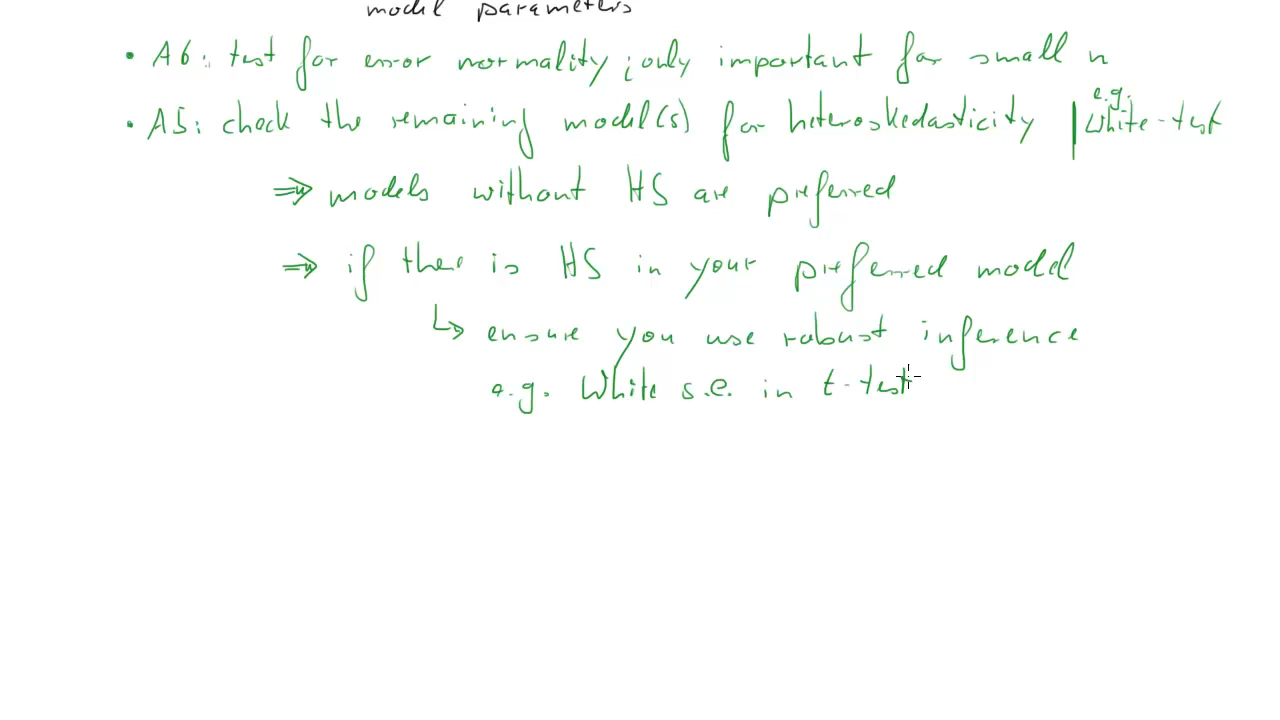 model parameters
• A6: test for error normality; only important for small n
• A5: check the remaining model(s) for heteroskedasticity | e.g. White-test
⇒ models without HS are preferred
⇒ if there is HS in your preferred model
↳ ensure you use robust inference
e.g. White s.e. in t-test